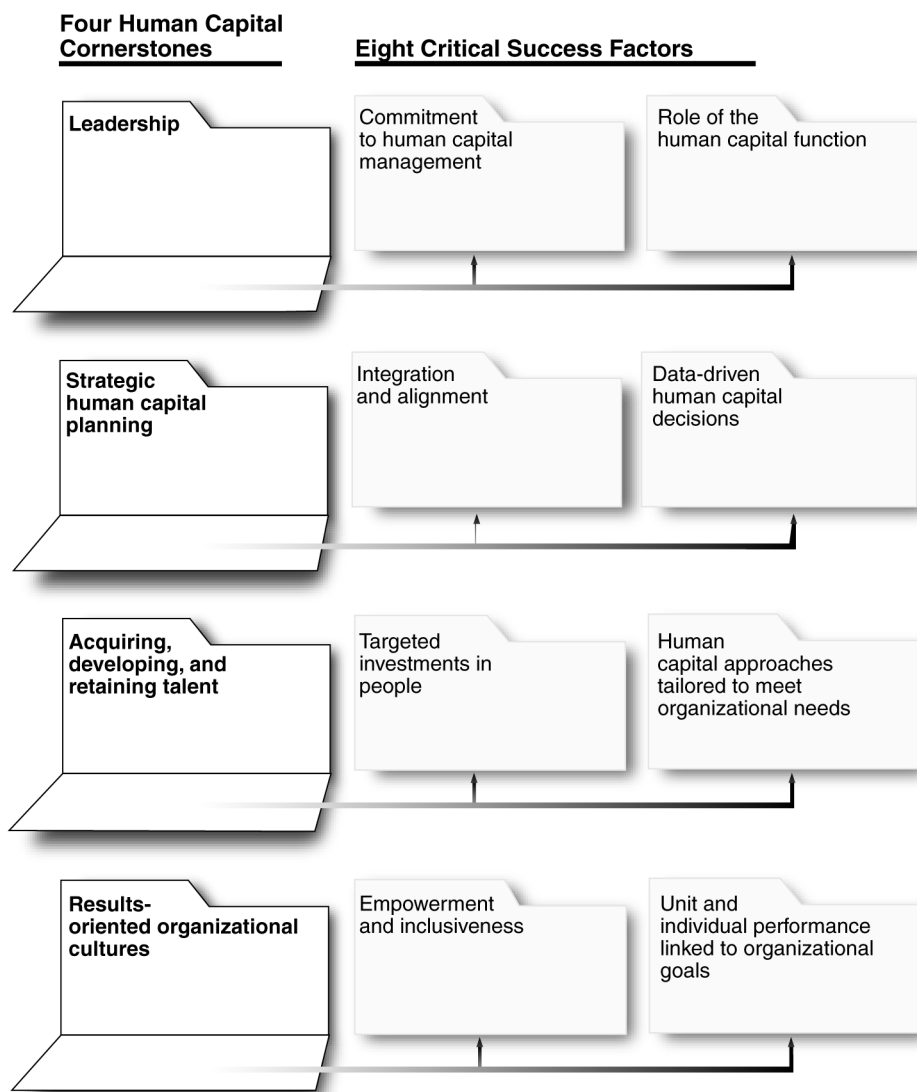 Four Human Capital
Cornerstones
Eight Critical Success Factors
Leadership
Commitment
to human capital
management
Role of the
human capital function
Strategic
human capital
planning
Integration
and alignment
Data-driven
human capital
decisions
Acquiring,
developing, and
retaining talent
Targeted
investments in
people
Human
capital approaches
tailored to meet
organizational needs
Results-
oriented organizational
cultures
Empowerment
and inclusiveness
Unit and
individual performance
linked to organizational
goals